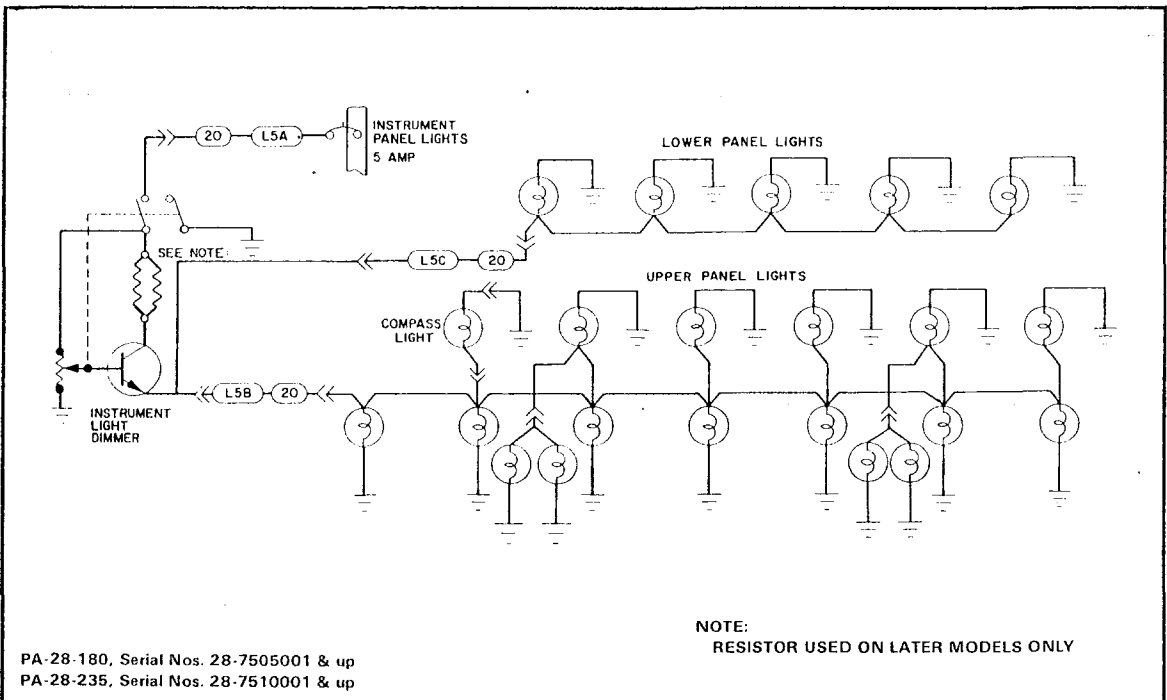 20
L5A
INSTRUMENT
PANEL LIGHTS
5 AMP
LOWER PANEL LIGHTS
SEE NOTE:
L5C
20
UPPER PANEL LIGHTS
COMPASS
LIGHT
L5B
20
INSTRUMENT
LIGHT
DIMMER
NOTE:
RESISTOR USED ON LATER MODELS ONLY
PA-28-180, Serial Nos. 28-7505001 & up
PA-28-235, Serial Nos. 28-7510001 & up